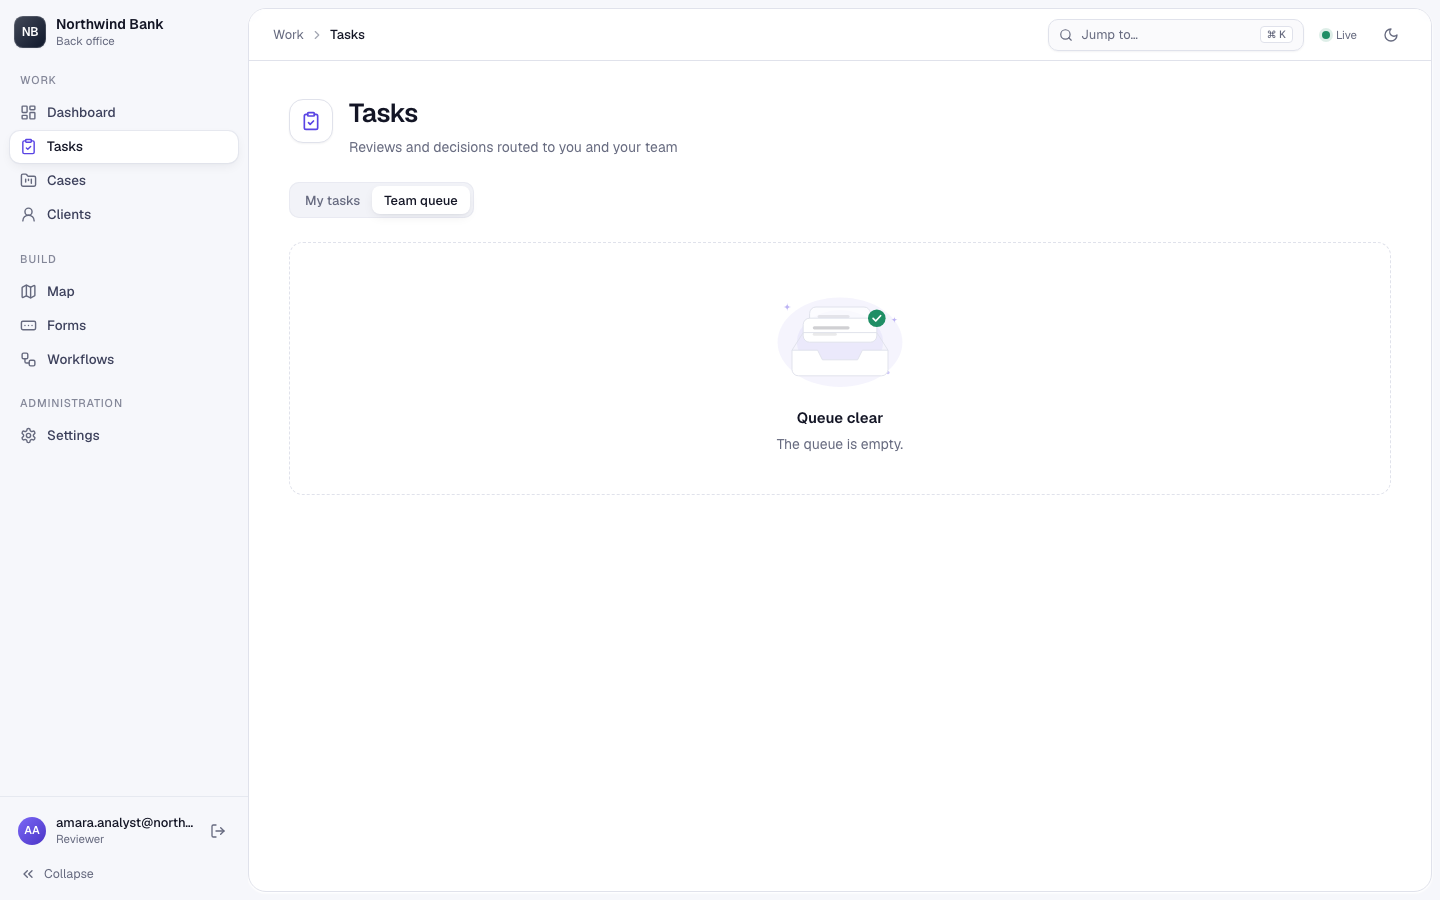 NB
Northwind Bank
Back office
WORK
Dashboard
Tasks
Cases
Clients
BUILD
Map
Forms
Workflows
ADMINISTRATION
Settings
AA
amara.analyst@north...
Reviewer
Collapse
Work > Tasks
Jump to...
⌘ K
Live
Tasks
Reviews and decisions routed to you and your team
My tasks
Team queue
Queue clear
The queue is empty.